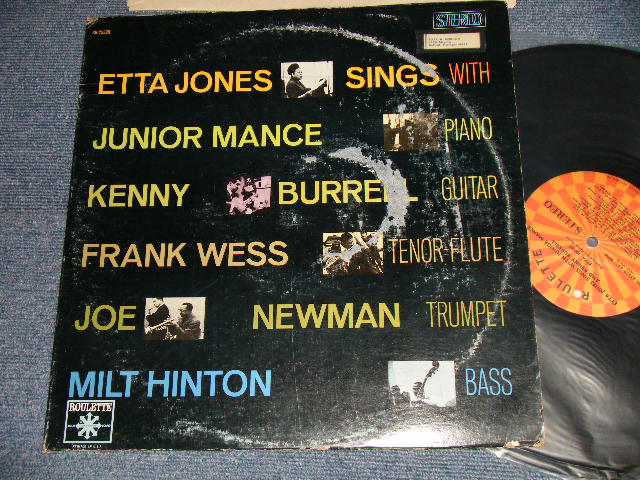 STEREO
ETTA JONES SINGS WITH
JUNIOR MANCE PIANO
KENNY BURRELL GUITAR
FRANK WESS TENOR-FLUTE
JOE NEWMAN TRUMPET
MILT HINTON BASS
ROULETTE
ROULETTE
STEREO